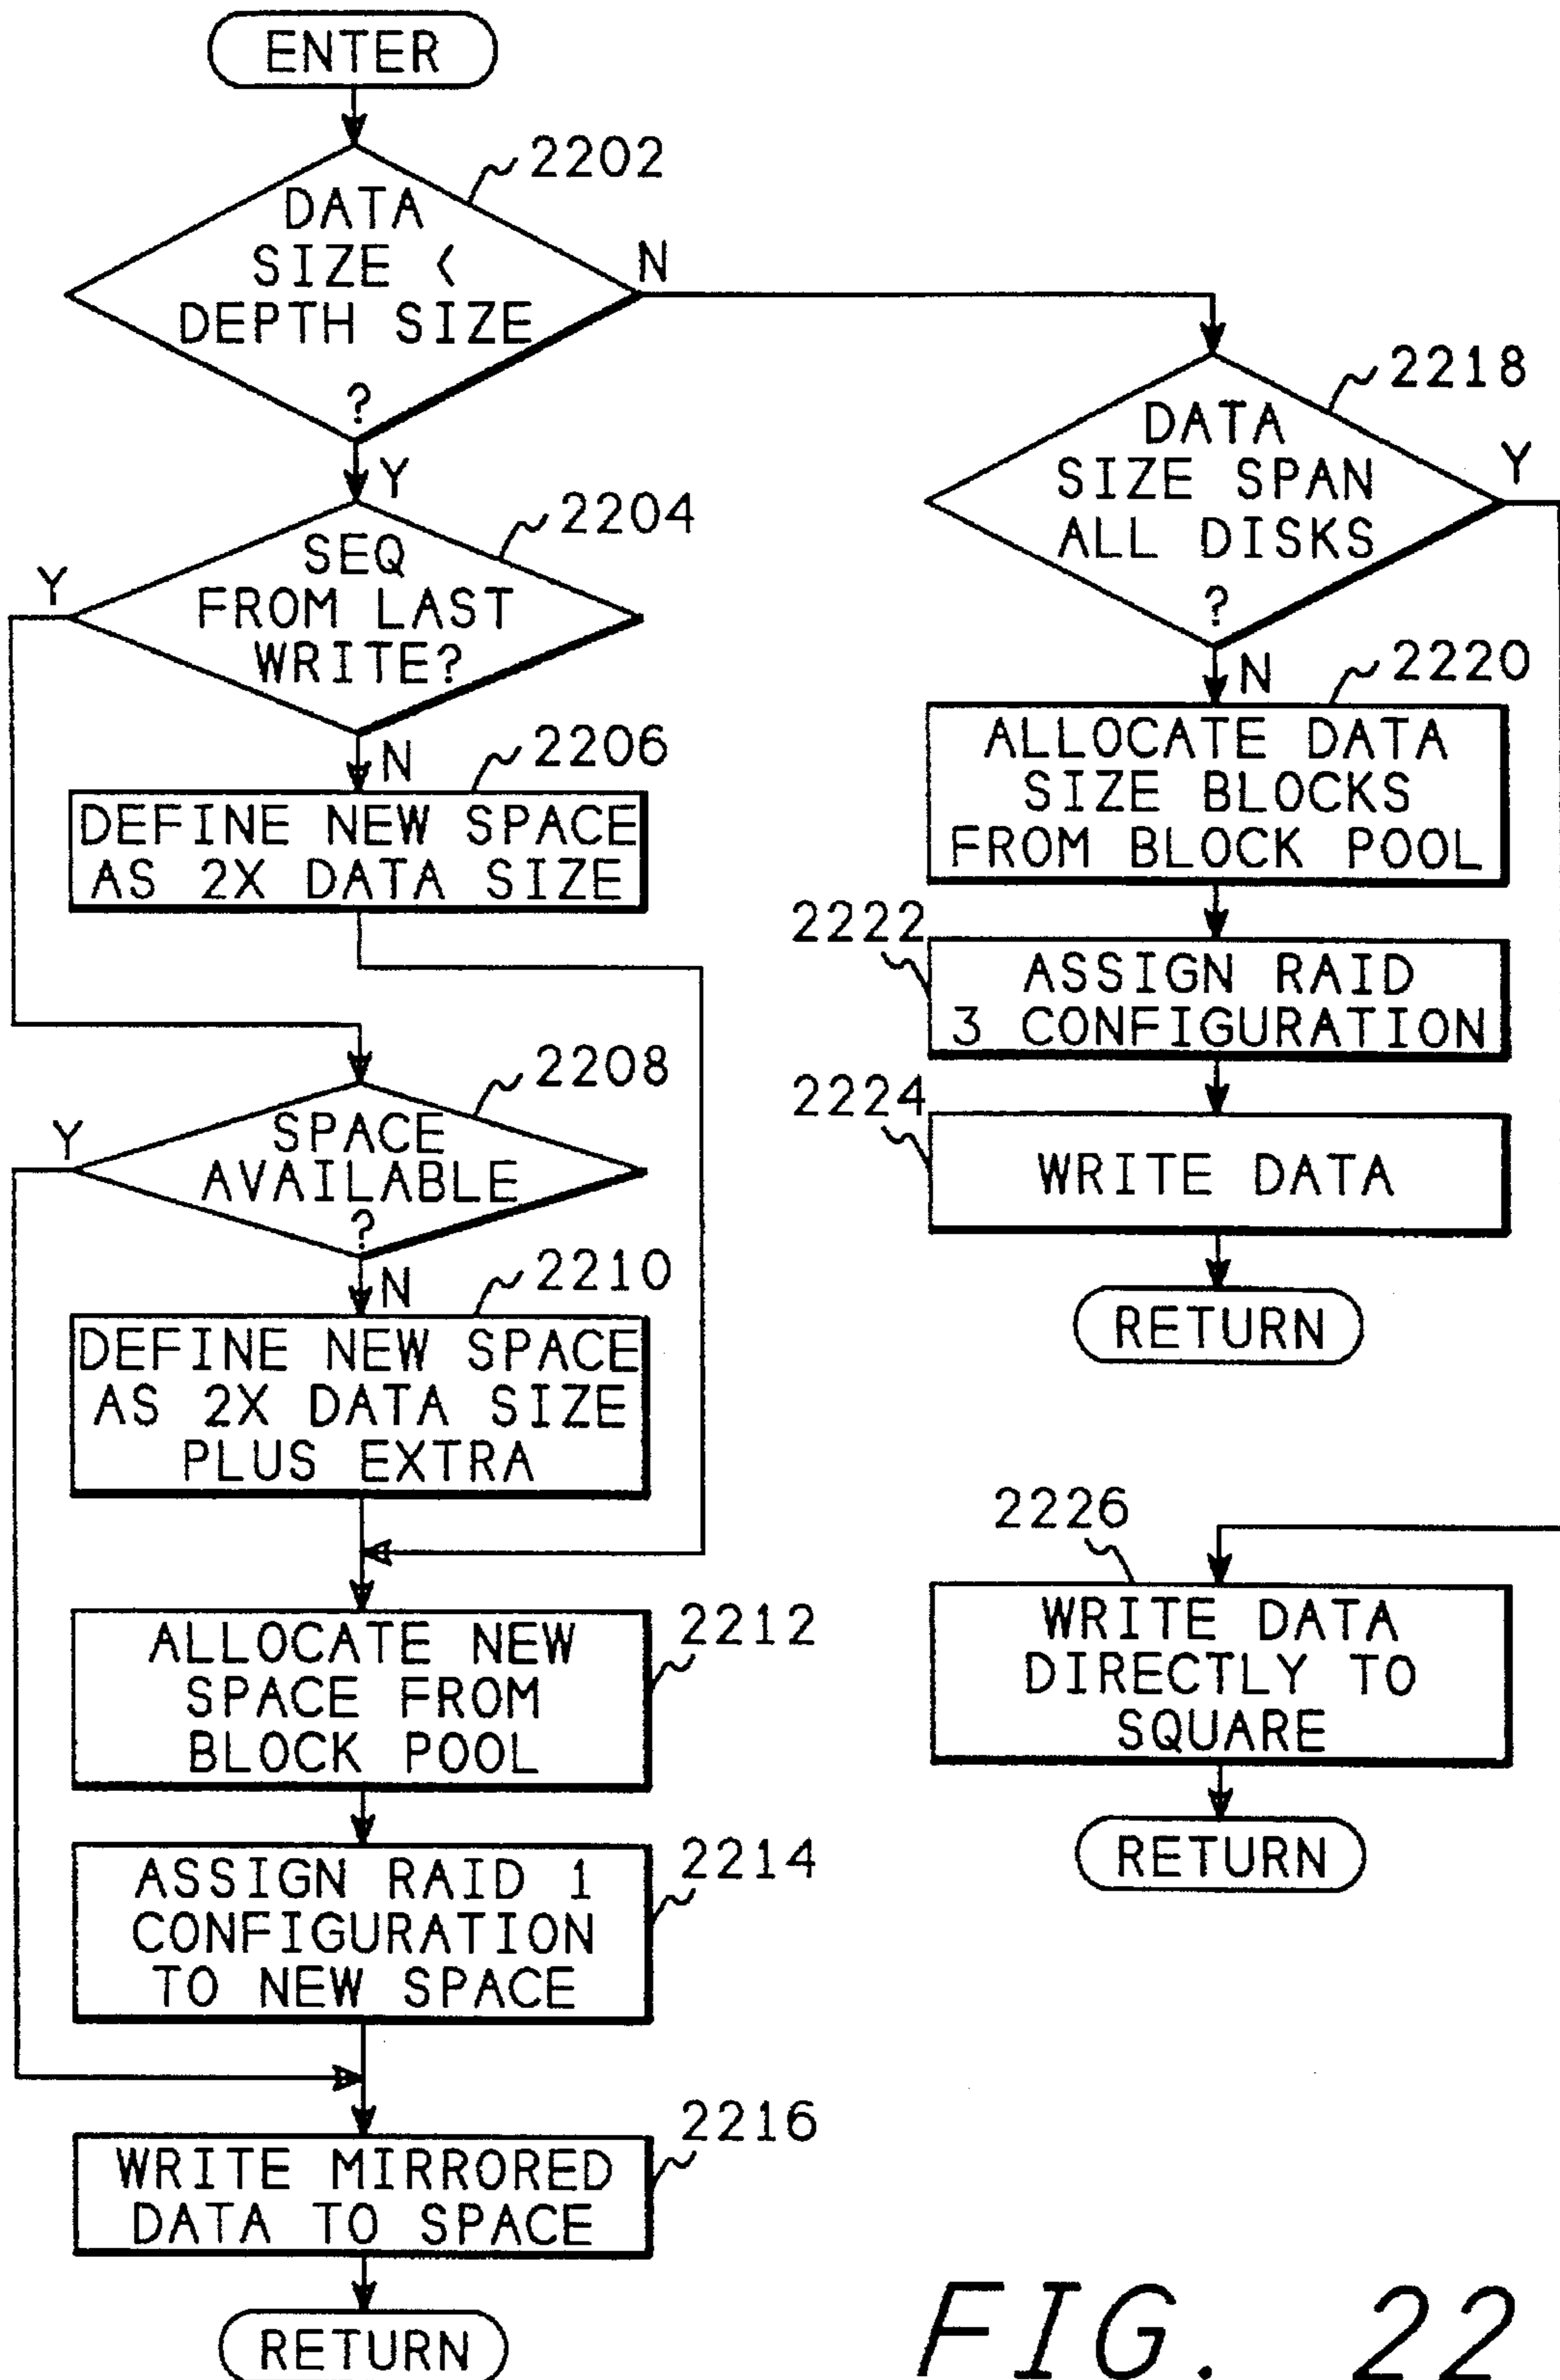 ENTER
2202
DATA
SIZE <
DEPTH SIZE
?
N
Y
2204
SEQ
FROM LAST
WRITE?
Y
N
2206
DEFINE NEW SPACE
AS 2X DATA SIZE
2208
SPACE
AVAILABLE
?
Y
N
2210
DEFINE NEW SPACE
AS 2X DATA SIZE
PLUS EXTRA
2212
ALLOCATE NEW
SPACE FROM
BLOCK POOL
2214
ASSIGN RAID 1
CONFIGURATION
TO NEW SPACE
2216
WRITE MIRRORED
DATA TO SPACE
RETURN
2218
DATA
SIZE SPAN
ALL DISKS
?
Y
N
2220
ALLOCATE DATA
SIZE BLOCKS
FROM BLOCK POOL
2222
ASSIGN RAID
3 CONFIGURATION
2224
WRITE DATA
RETURN
2226
WRITE DATA
DIRECTLY TO
SQUARE
RETURN
FIG. 22